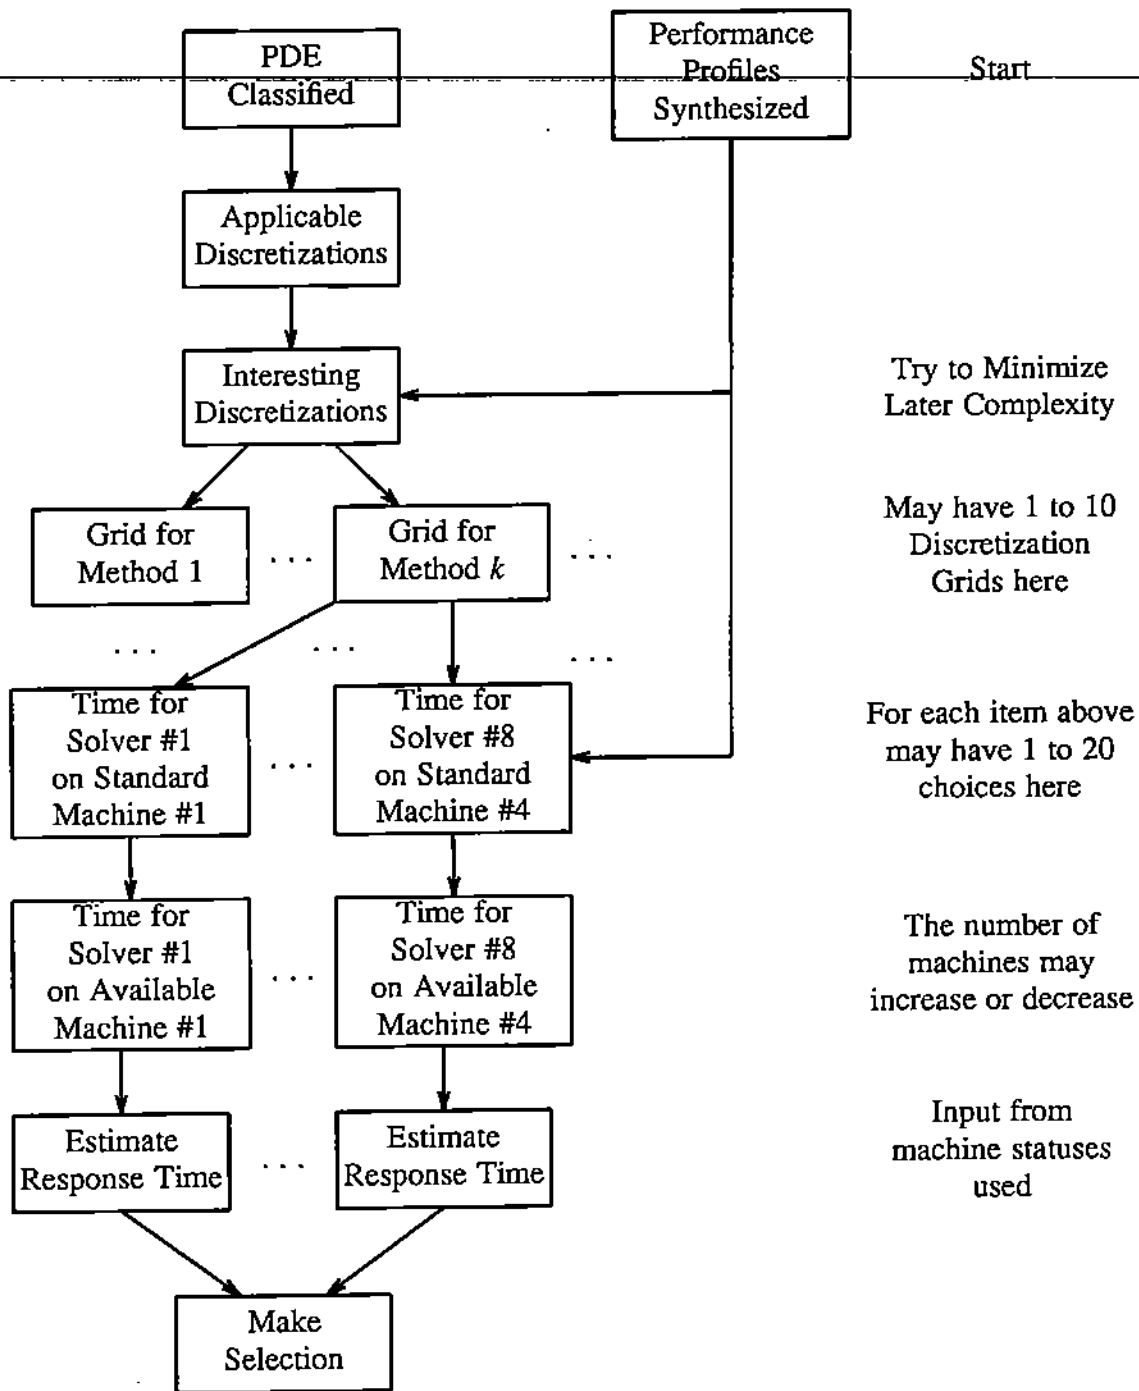 PDE
Classified
Performance
Profiles
Synthesized
Start
Applicable
Discretizations
Interesting
Discretizations
Try to Minimize
Later Complexity
Grid for
Method 1
. . .
Grid for
Method k
. . .
May have 1 to 10
Discretization
Grids here
. . .
. . .
. . .
Time for
Solver #1
on Standard
Machine #1
. . .
Time for
Solver #8
on Standard
Machine #4
For each item above
may have 1 to 20
choices here
Time for
Solver #1
on Available
Machine #1
. . .
Time for
Solver #8
on Available
Machine #4
The number of
machines may
increase or decrease
Estimate
Response Time
. . .
Estimate
Response Time
Input from
machine statuses
used
Make
Selection